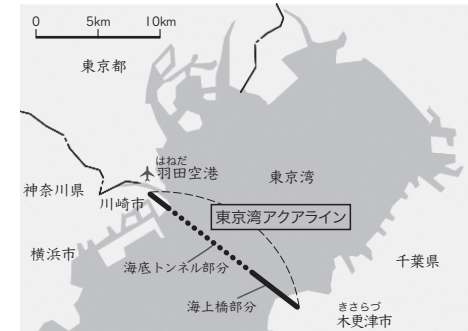 0 5km 10km
東京都
はねだ
羽田空港
東京湾
神奈川県
川崎市
東京湾アクアライン
横浜市
海底トンネル部分
千葉県
海上橋部分
きさらづ
木更津市